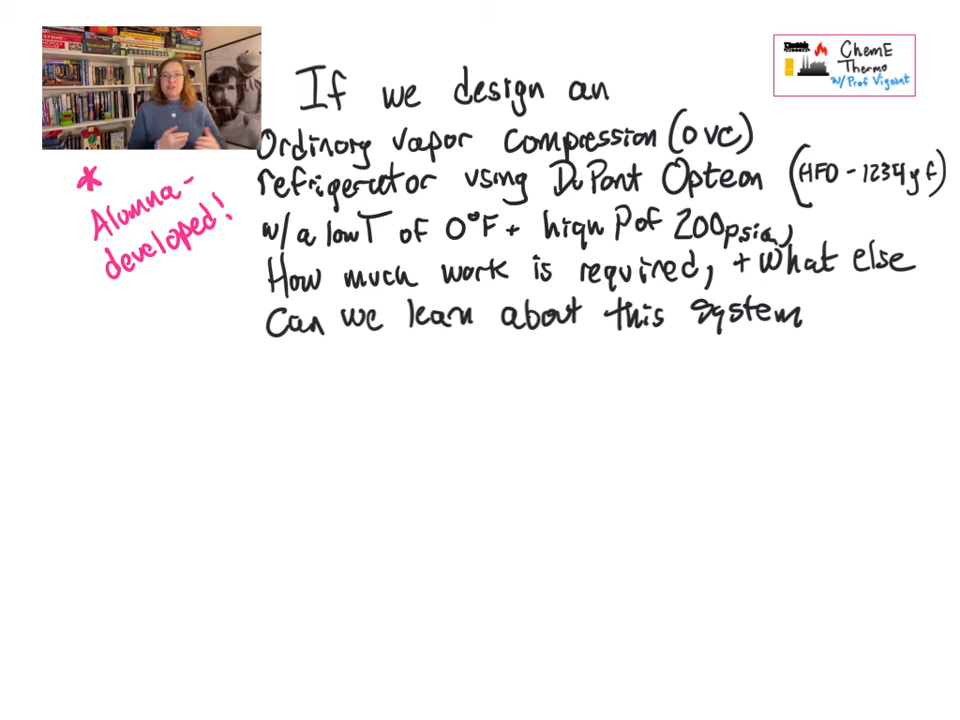 ChemE
Thermo
w/ Prof Vigeant
If we design an
Ordinary vapor compression (OVC)
refrigerator using DuPont Opteon (HFO-1234yf)
w/ a low T of 0°F + high P of 200psia,
How much work is required, + what else
Can we learn about this system
*
Alumna-
developed!